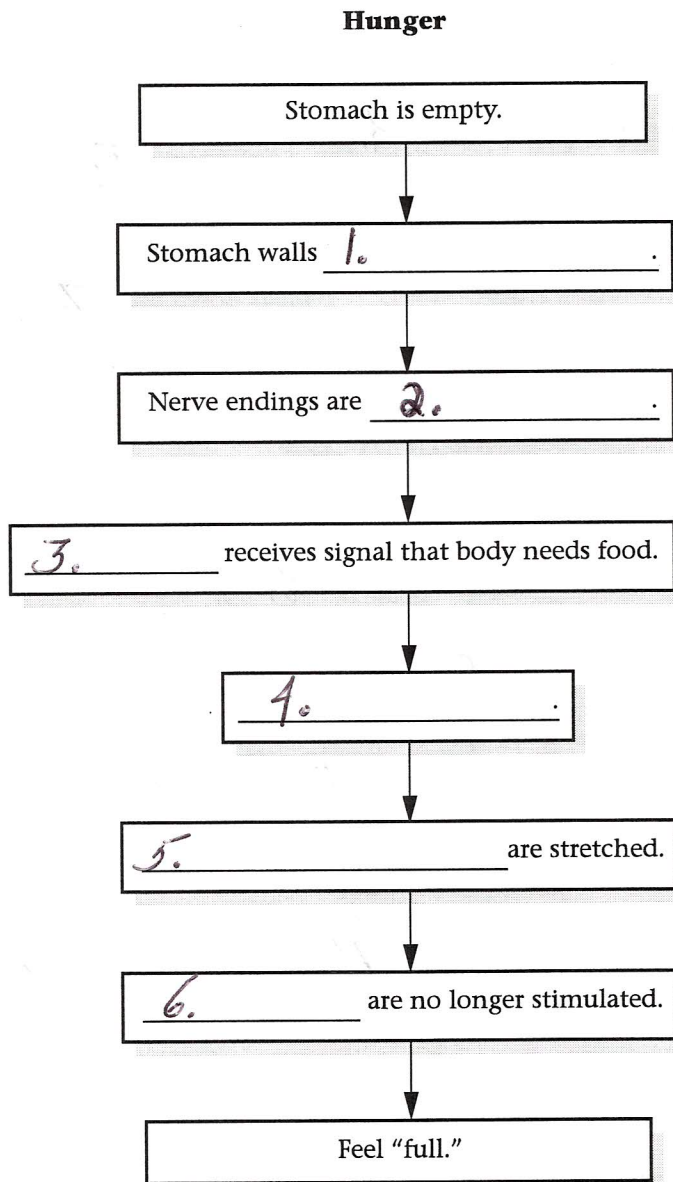 Hunger
Stomach is empty.
Stomach walls 1. .
Nerve endings are 2. .
3. receives signal that body needs food.
4. .
5. are stretched.
6. are no longer stimulated.
Feel “full.”